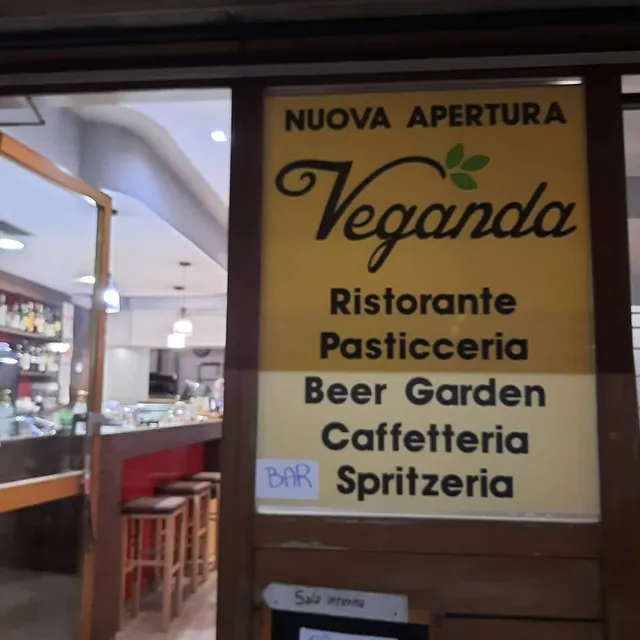 NUOVA APERTURA
Veganda
Ristorante
Pasticceria
Beer Garden
Caffetteria
BAR Spritzeria
Sala interna